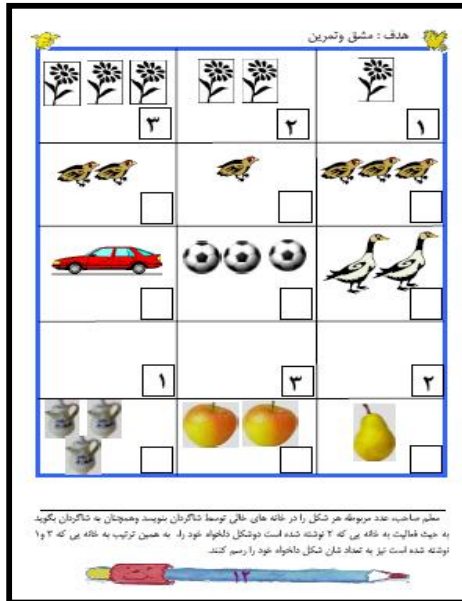 هدف : مشق وتمرین
۱ ۲ ۳
۲ ۳ ۱
معلم صاحب، عدد مربوطه هر شکل را در خانه های خالی توسط شاگردان بنویسد وهمچنان به شاگردان بگوید
به حیث فعالیت به خانه یی که ۲ نوشته شده است دوشکل دلخواه خود را، به همین ترتیب به خانه یی که ۳ و۱
نوشته شده است نیز به تعداد شان شکل دلخواه خود را رسم کنند.
۱۲